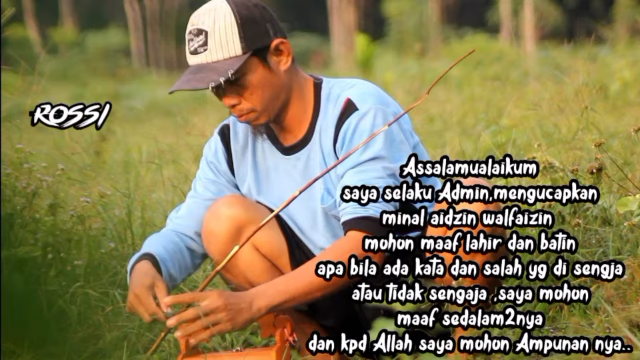 ROSSI
Assalamualaikum
saya selaku Admin,mengucapkan
minal aidzin walfaizin
mohon maaf lahir dan batin
apa bila ada kata dan salah yg di sengja
atau tidak sengaja ,saya mohon
maaf sedalam2nya
dan kpd Allah saya mohon Ampunan nya..